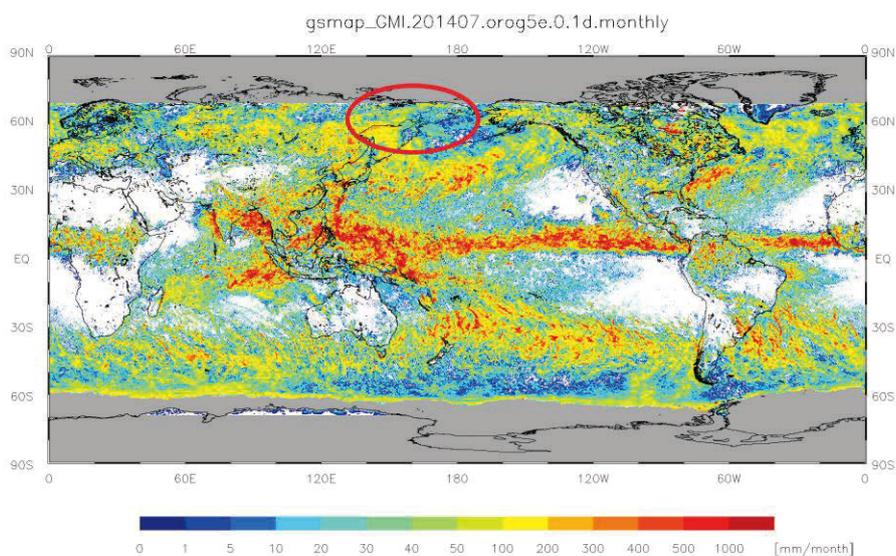 gsmap_GMI.201407.orog5e.0.1d.monthly
60E 120E 180 120W 60W 0
90N 90N
60N 60N
30N 30N
EQ EQ
30S 30S
60S 60S
90S 90S
0 60E 120E 180 120W 60W 0
0 1 5 10 20 30 40 50 100 200 300 400 500 1000 [mm/month]